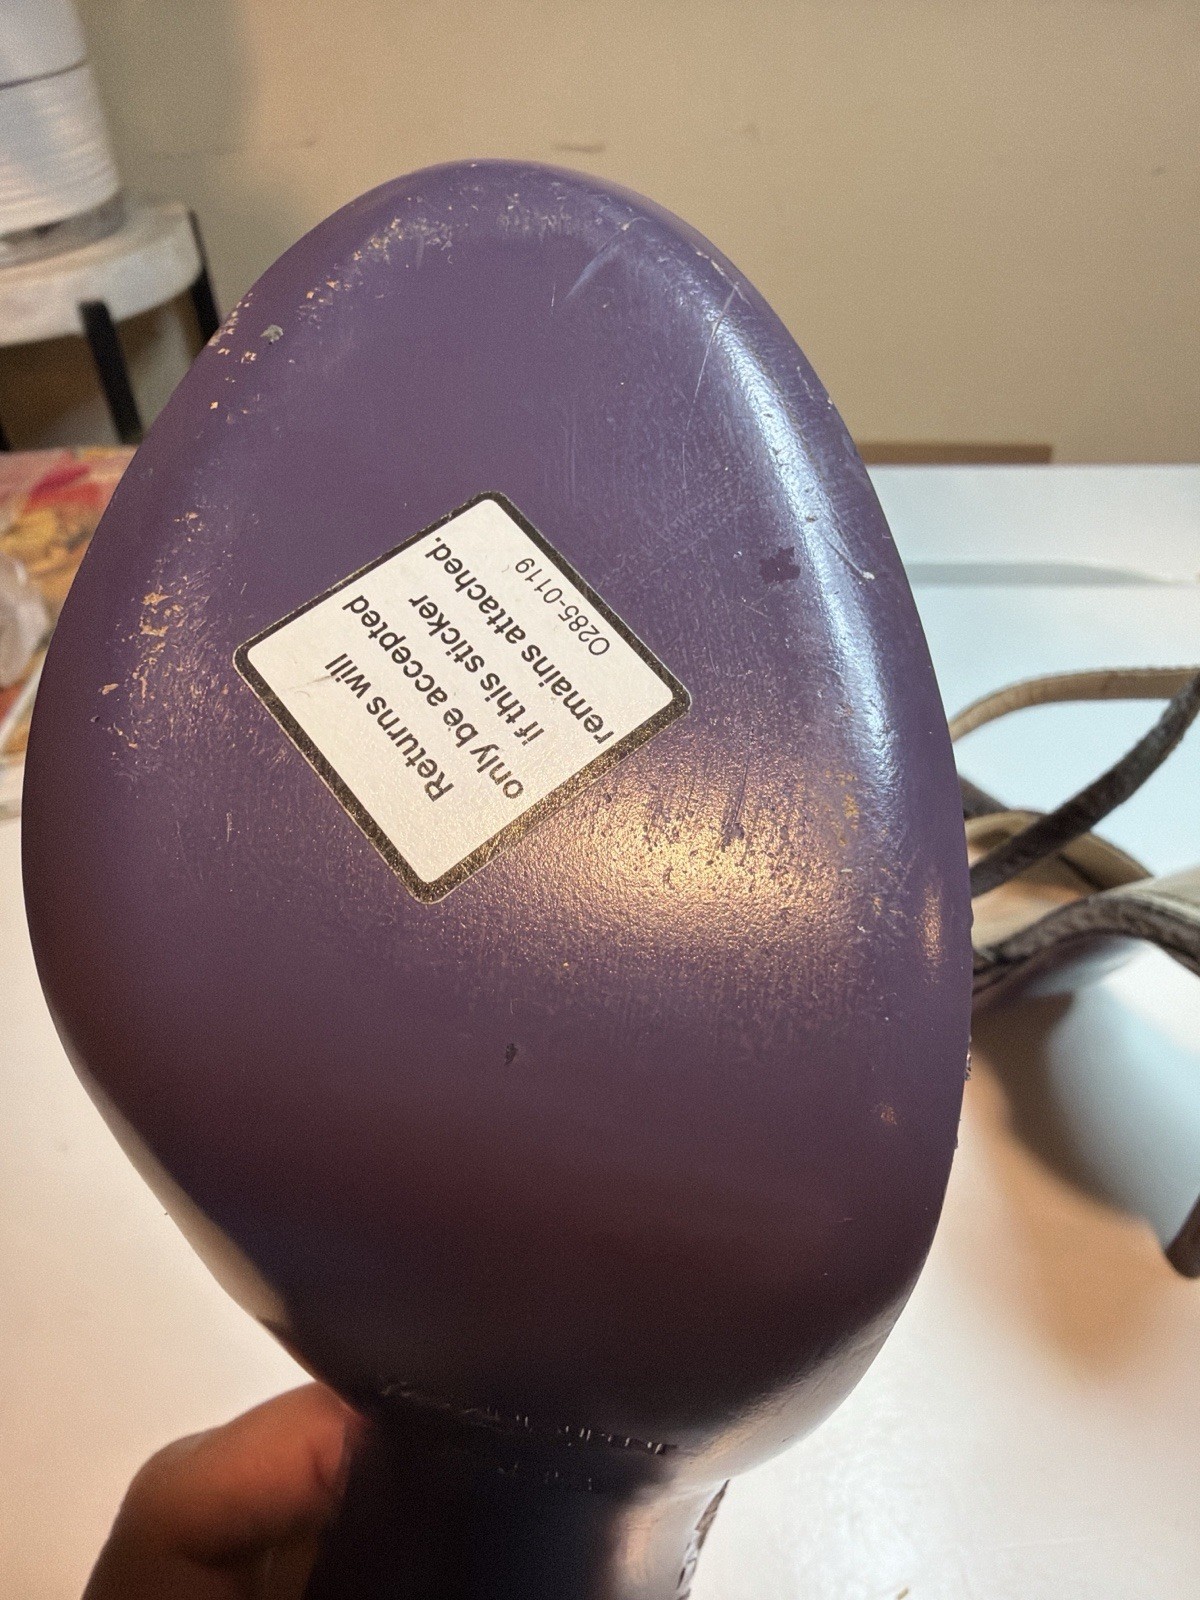 Returns will
only be accepted
if this sticker
remains attached.
0285-0119